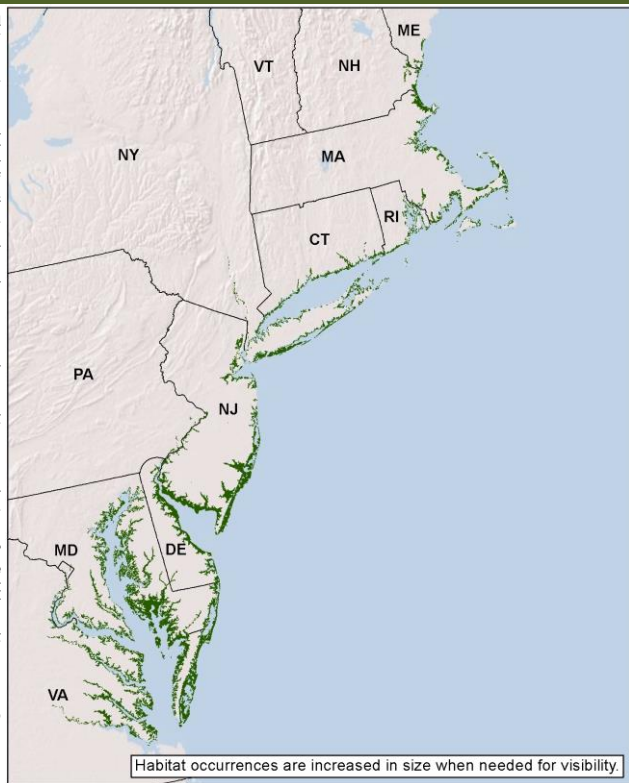 ME
VT
NH
NY
MA
CT
RI
PA
NJ
MD
DE
VA
Habitat occurrences are increased in size when needed for visibility.